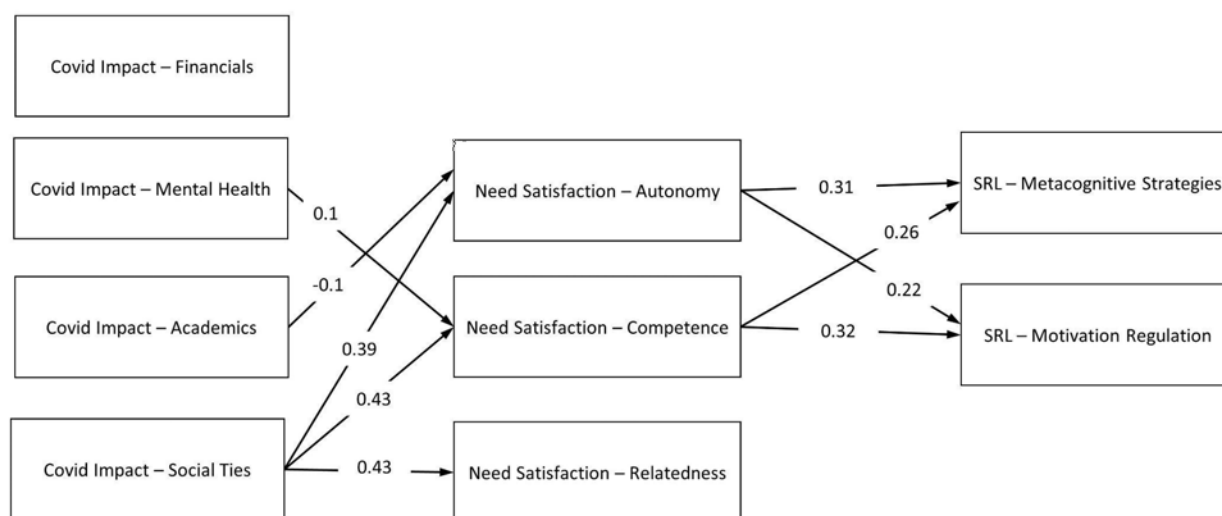 Covid Impact – Financials
Covid Impact – Mental Health
Need Satisfaction – Autonomy
0.31
SRL – Metacognitive Strategies
0.1
0.26
-0.1
0.22
Covid Impact – Academics
Need Satisfaction – Competence
0.32
SRL – Motivation Regulation
0.39
0.43
Covid Impact – Social Ties
0.43
Need Satisfaction – Relatedness